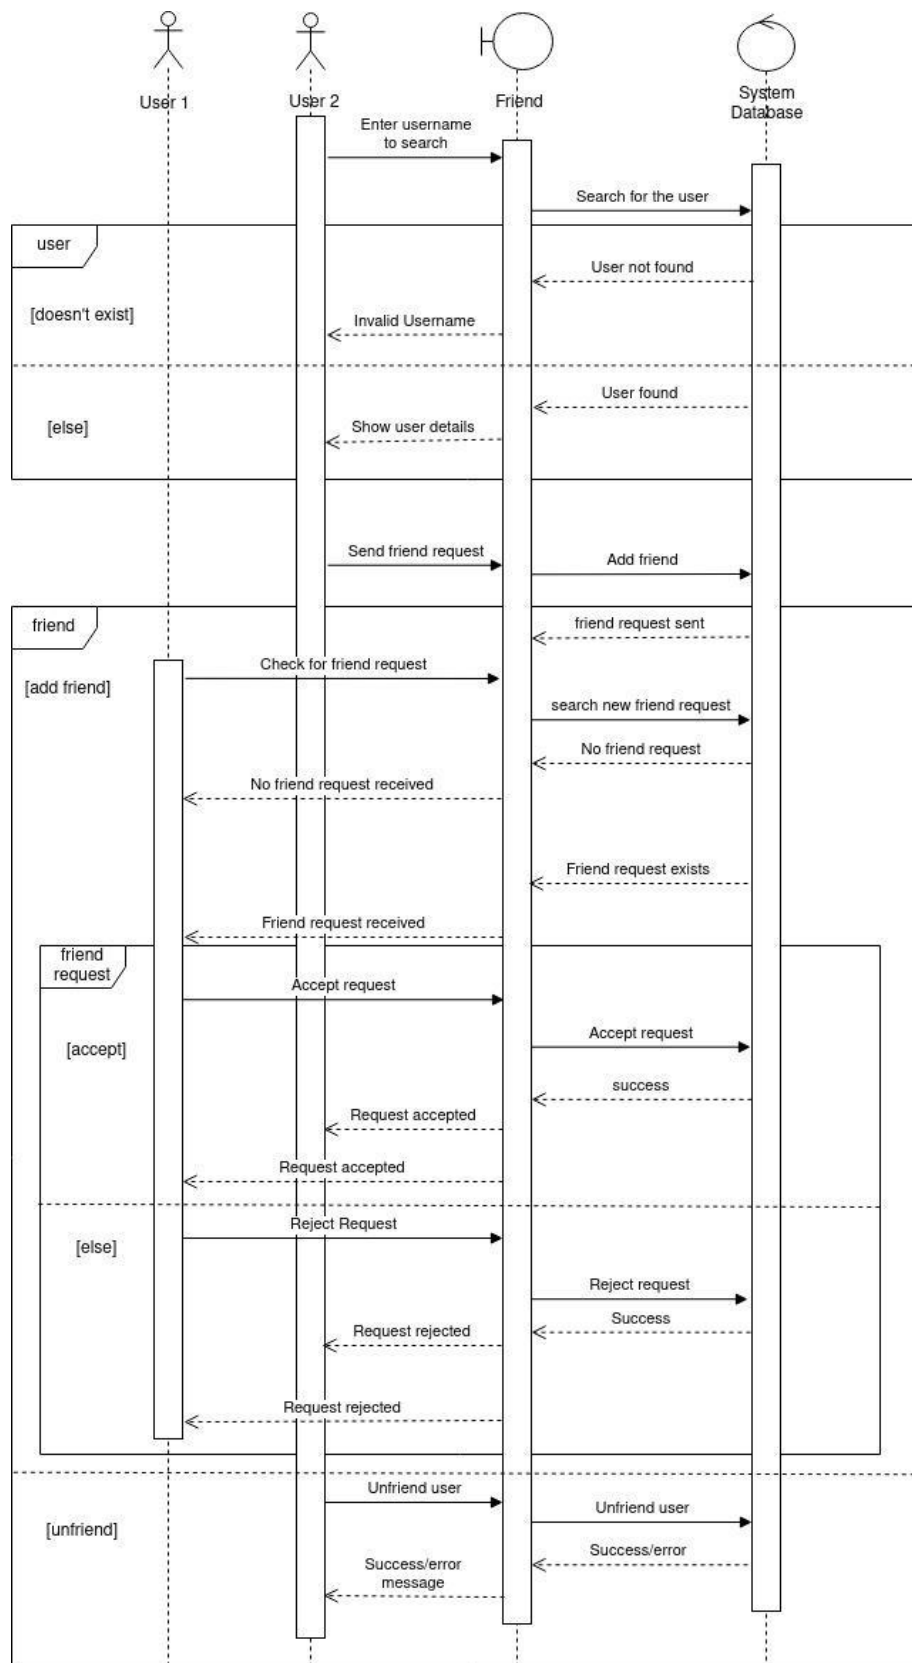 User 1
User 2
Friend
System
Database
Enter username
to search
Search for the user
user
User not found
[doesn't exist]
Invalid Username
User found
[else]
Show user details
Send friend request
Add friend
friend
friend request sent
Check for friend request
[add friend]
search new friend request
No friend request
No friend request received
Friend request exists
Friend request received
friend
request
Accept request
Accept request
[accept]
success
Request accepted
Request accepted
Reject Request
[else]
Reject request
Success
Request rejected
Request rejected
Unfriend user
Unfriend user
[unfriend]
Success/error
Success/error
message